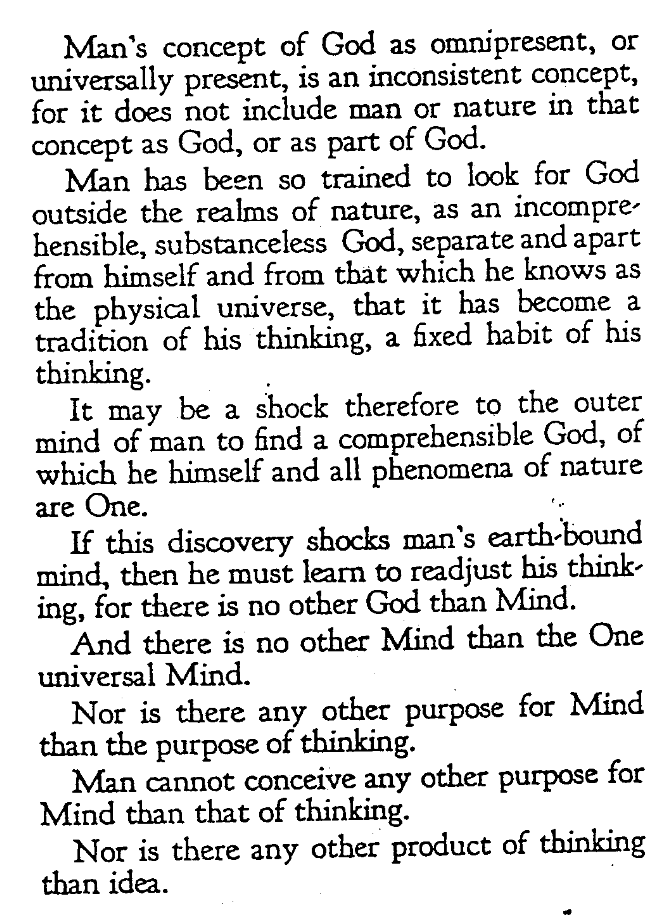 Man's concept of God as omnipresent, or
universally present, is an inconsistent concept,
for it does not include man or nature in that
concept as God, or as part of God.
Man has been so trained to look for God
outside the realms of nature, as an incompre-
hensible, substanceless God, separate and apart
from himself and from that which he knows as
the physical universe, that it has become a
tradition of his thinking, a fixed habit of his
thinking.
It may be a shock therefore to the outer
mind of man to find a comprehensible God, of
which he himself and all phenomena of nature
are One.
If this discovery shocks man's earth-bound
mind, then he must learn to readjust his think-
ing, for there is no other God than Mind.
And there is no other Mind than the One
universal Mind.
Nor is there any other purpose for Mind
than the purpose of thinking.
Man cannot conceive any other purpose for
Mind than that of thinking.
Nor is there any other product of thinking
than idea.